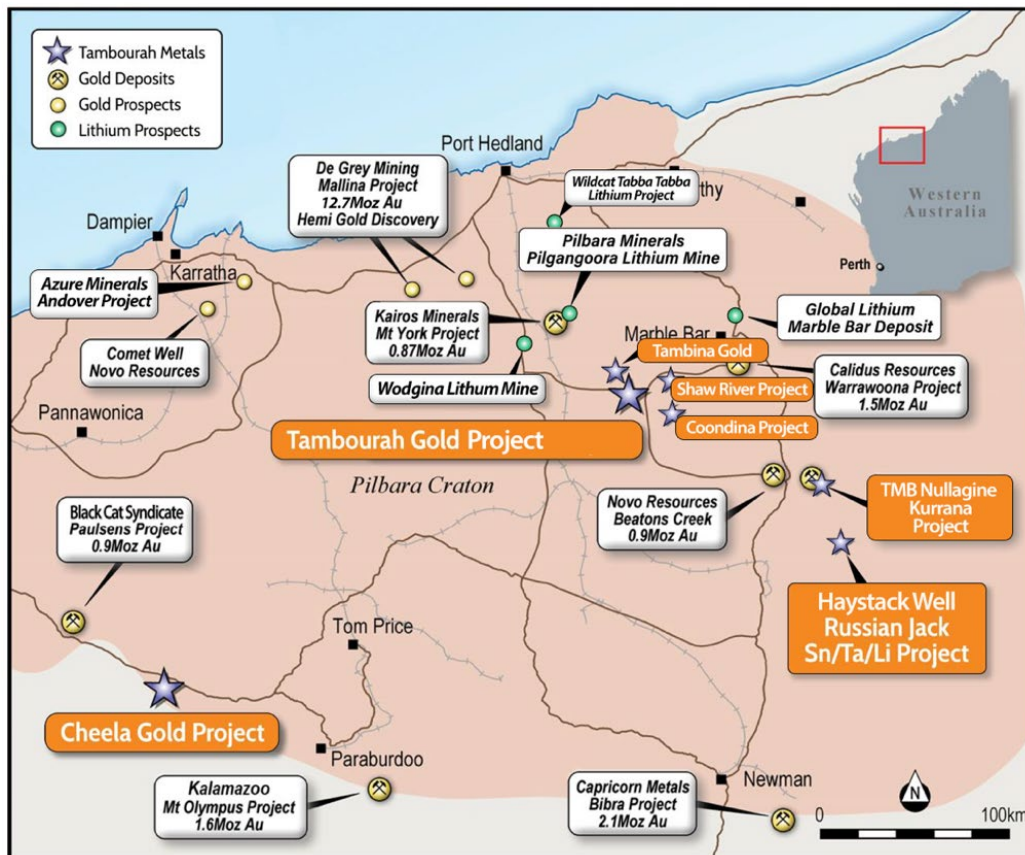 Tambourah Metals
Gold Deposits
Gold Prospects
Lithium Prospects
Port Hedland
Western
Australia
Perth
De Grey Mining
Mallina Project
12.7Moz Au
Hemi Gold Discovery
Wildcat Tabba Tabba
Lithium Project
Dampier
Karratha
Pilbara Minerals
Pilgangoora Lithium Mine
Azure Minerals
Andover Project
Kairos Minerals
Mt York Project
0.87Moz Au
Global Lithium
Marble Bar Deposit
Marble Bar
Comet Well
Novo Resources
Tambina Gold
Wodgina Lithum Mine
Shaw River Project
Calidus Resources
Warrawoona Project
1.5Moz Au
Pannawonica
Tambourah Gold Project
Coondina Project
Pilbara Craton
Black Cat Syndicate
Paulsens Project
0.9Moz Au
Novo Resources
Beatons Creek
0.9Moz Au
TMB Nullagine
Kurrana
Project
Haystack Well
Russian Jack
Sn/Ta/Li Project
Tom Price
Cheela Gold Project
Paraburdoo
Kalamazoo
Mt Olympus Project
1.6Moz Au
Capricorn Metals
Bibra Project
2.1Moz Au
Newman
N
0 100km